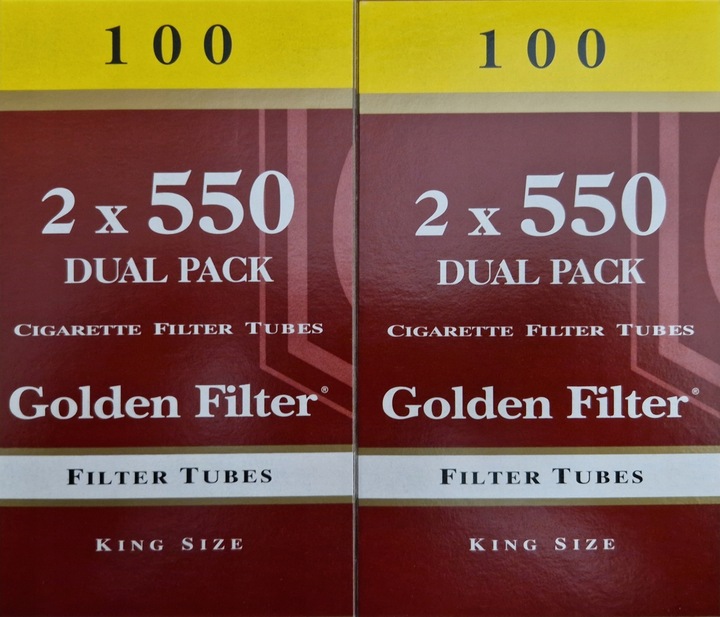 100
2 x 550
DUAL PACK
CIGARETTE FILTER TUBES
Golden Filter®
FILTER TUBES
KING SIZE
100
2 x 550
DUAL PACK
CIGARETTE FILTER TUBES
Golden Filter®
FILTER TUBES
KING SIZE